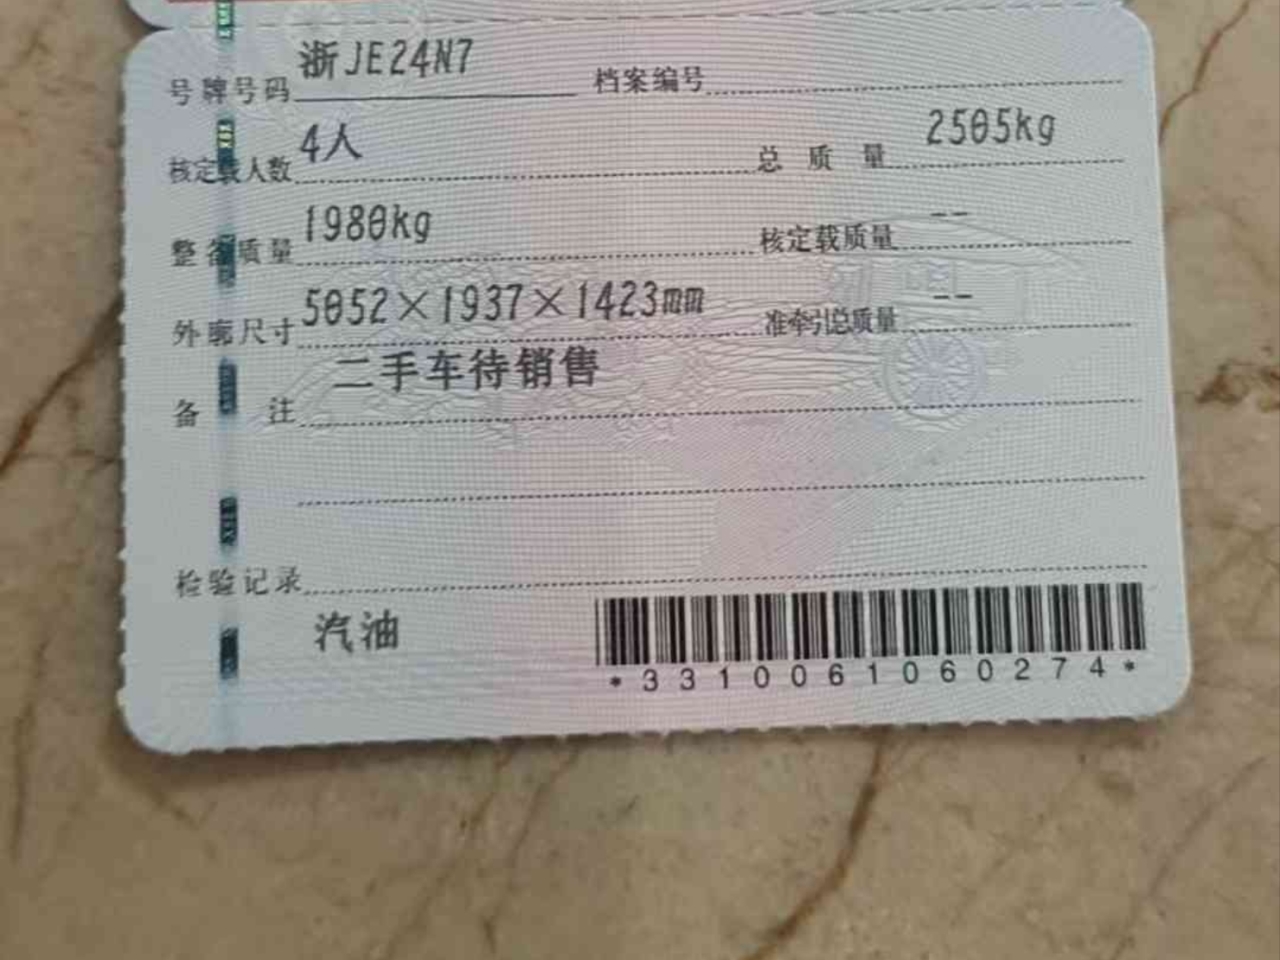 号牌号码 浙JE24N7 档案编号
核定载人数 4人 总质量 2505kg
整备质量 1980kg 核定载质量 --
外廓尺寸 5052×1937×1423mm 准牵引总质量 --
备注 二手车待销售
检验记录
汽油
*3310061060274*